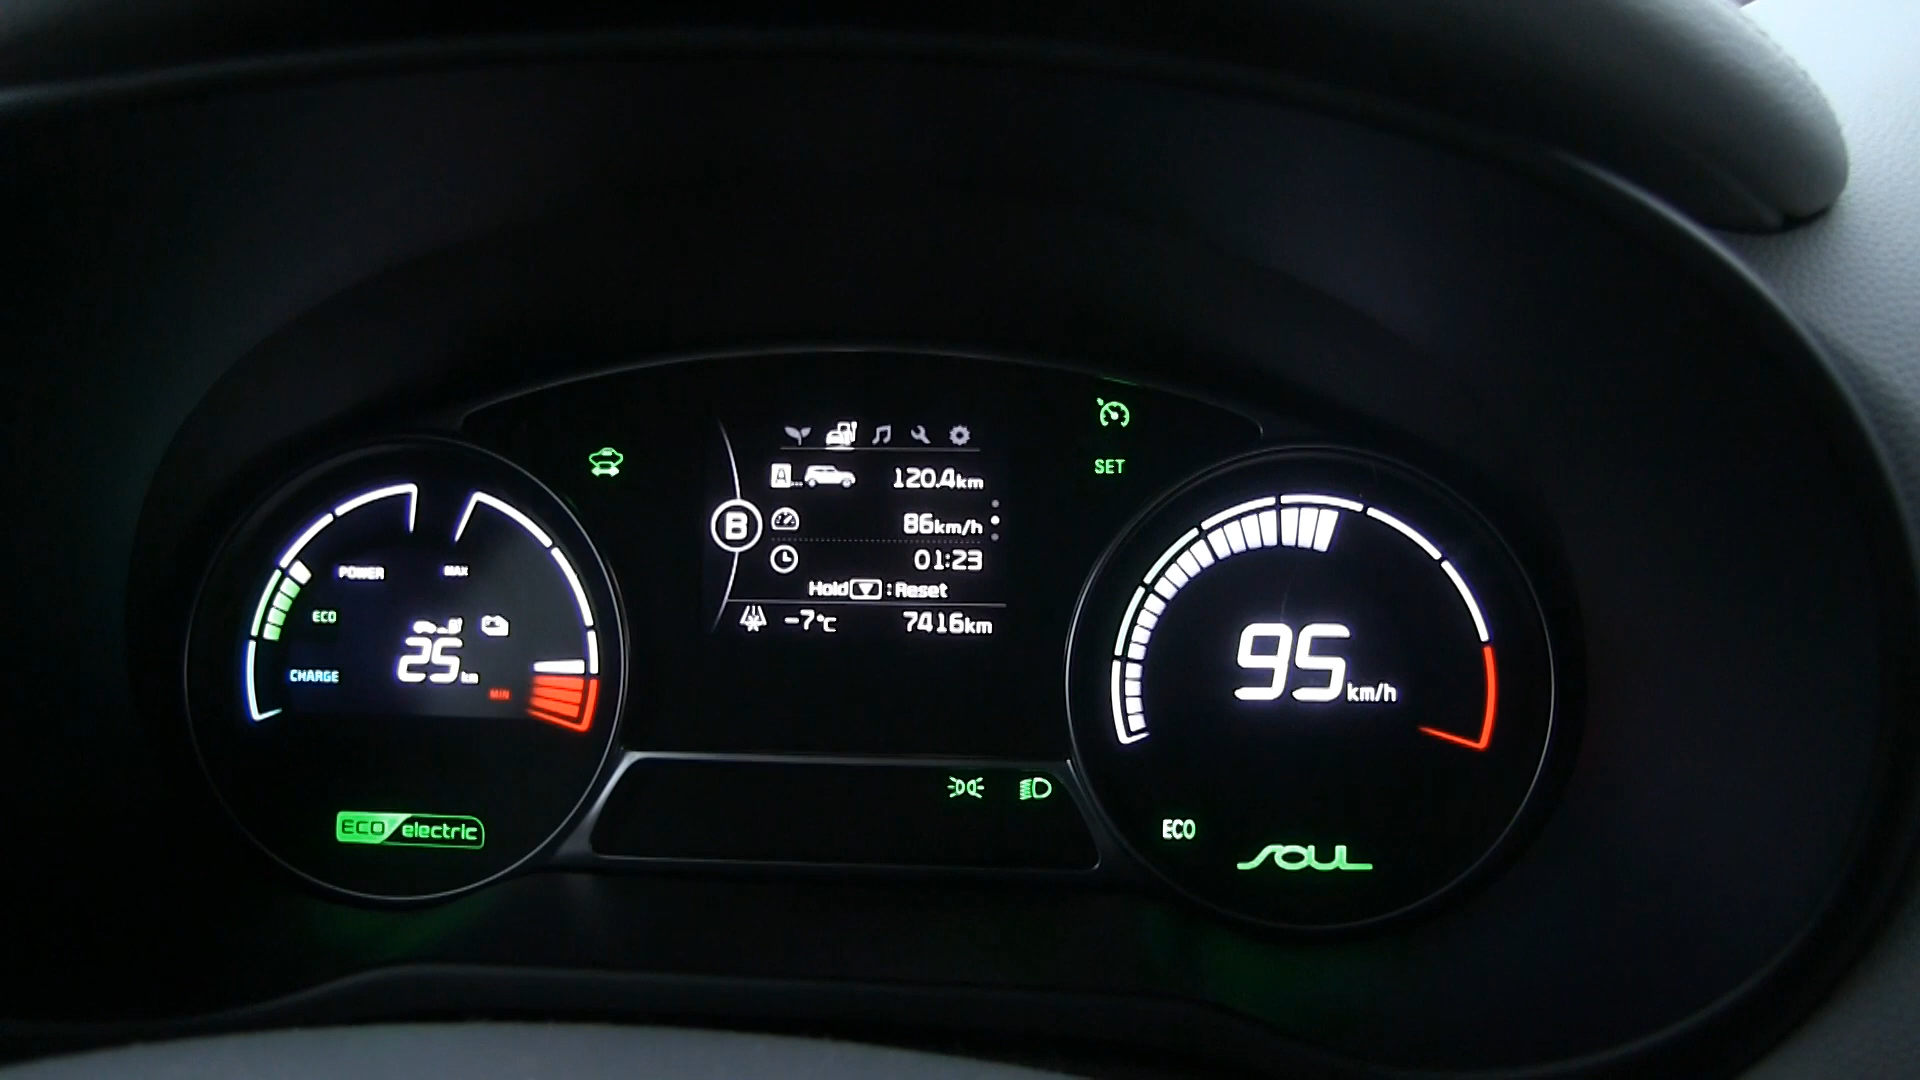 120.4km
B
86km/h
01:23
Hold ▼ : Reset
-7°C 7416km
SET
POWER MAX
ECO
25km
CHARGE
MIN
ECO electric
95km/h
ECO
SOUL
A